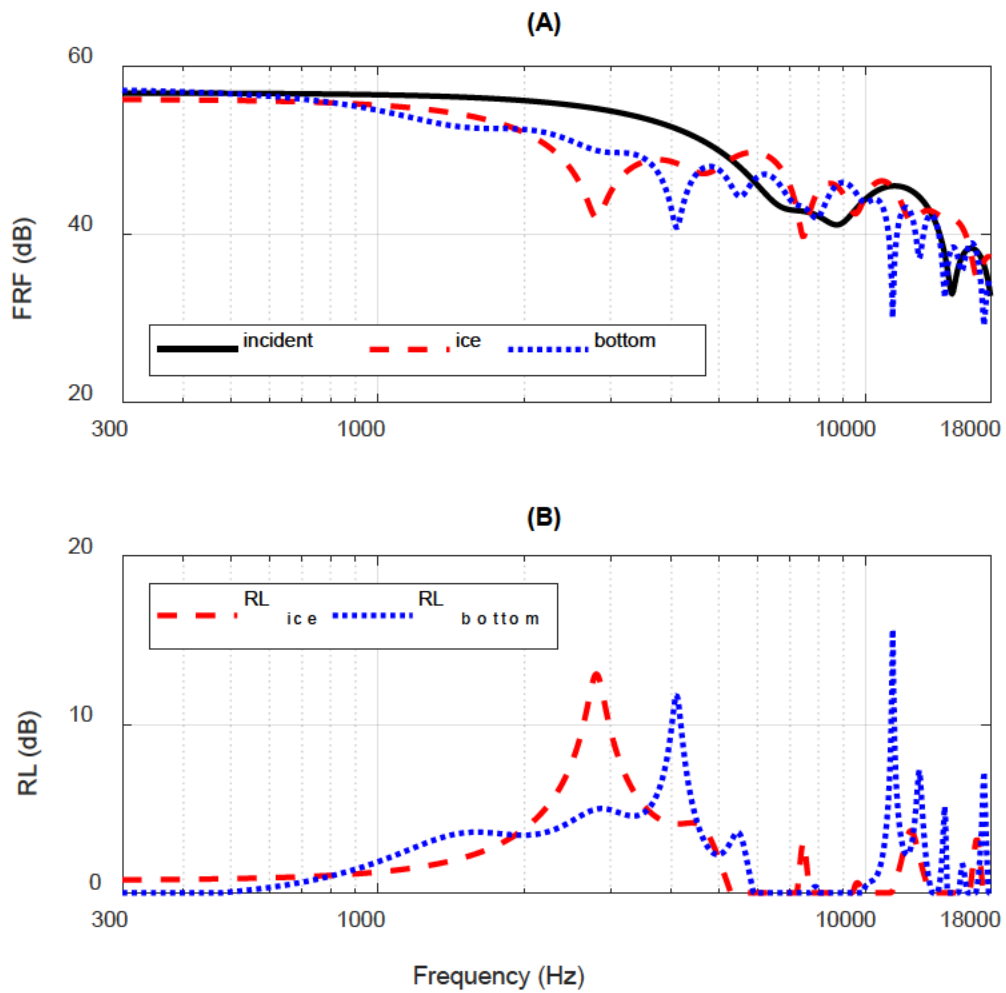 (A)
60
40
20
FRF (dB)
incident ice bottom
300 1000 10000 18000
(B)
20
10
0
RL (dB)
RL ice RL bottom
300 1000 10000 18000
Frequency (Hz)